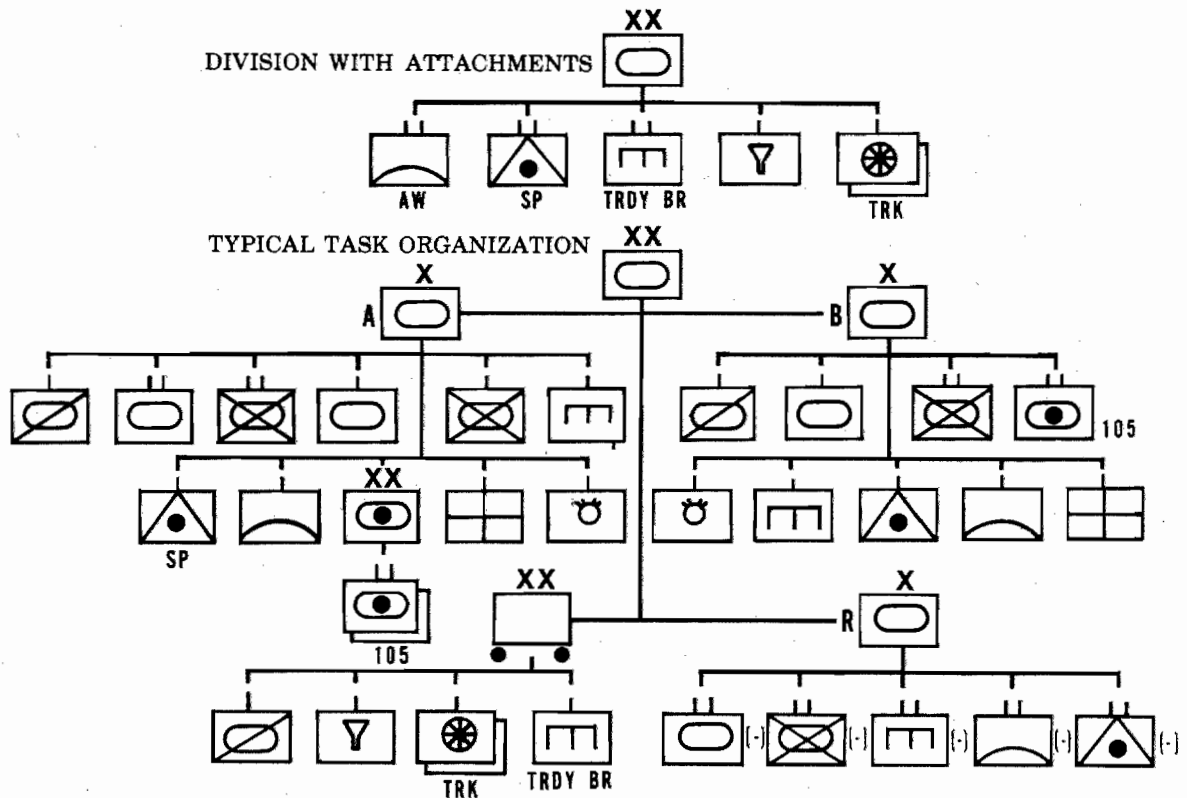 XX
DIVISION WITH ATTACHMENTS
AW
SP
TRDY BR
TRK
TYPICAL TASK ORGANIZATION
XX
X
X
A
B
105
XX
SP
105
XX
X
R
(-)
(-)
(-)
(-)
(-)
TRK
TRDY BR